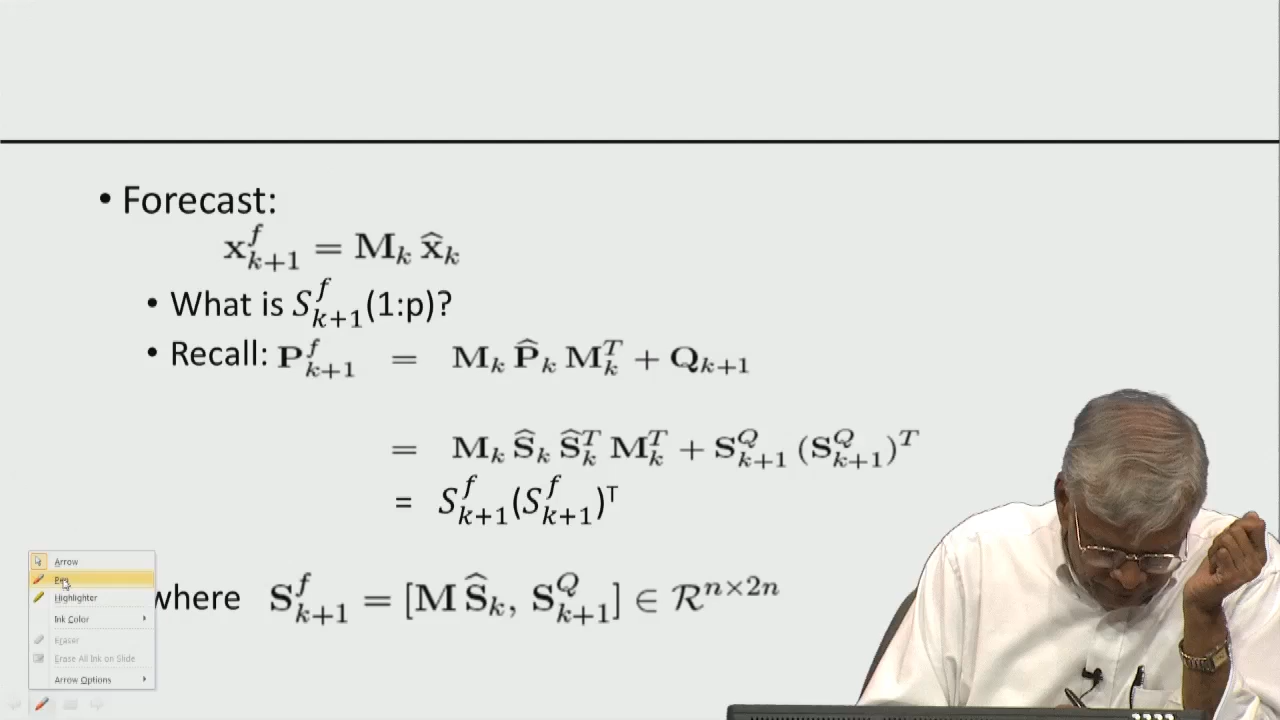 • Forecast:
x^f_{k+1} = M_k x̂_k
• What is S^f_{k+1}(1:p)?
• Recall: P^f_{k+1} = M_k P̂_k M_k^T + Q_{k+1}
= M_k Ŝ_k Ŝ_k^T M_k^T + S^Q_{k+1} (S^Q_{k+1})^T
= S^f_{k+1}(S^f_{k+1})^T
where S^f_{k+1} = [M Ŝ_k, S^Q_{k+1}] ∈ R^{n×2n}
Arrow
Highlighter
Ink Color
Eraser
Erase All Ink on Slide
Arrow Options